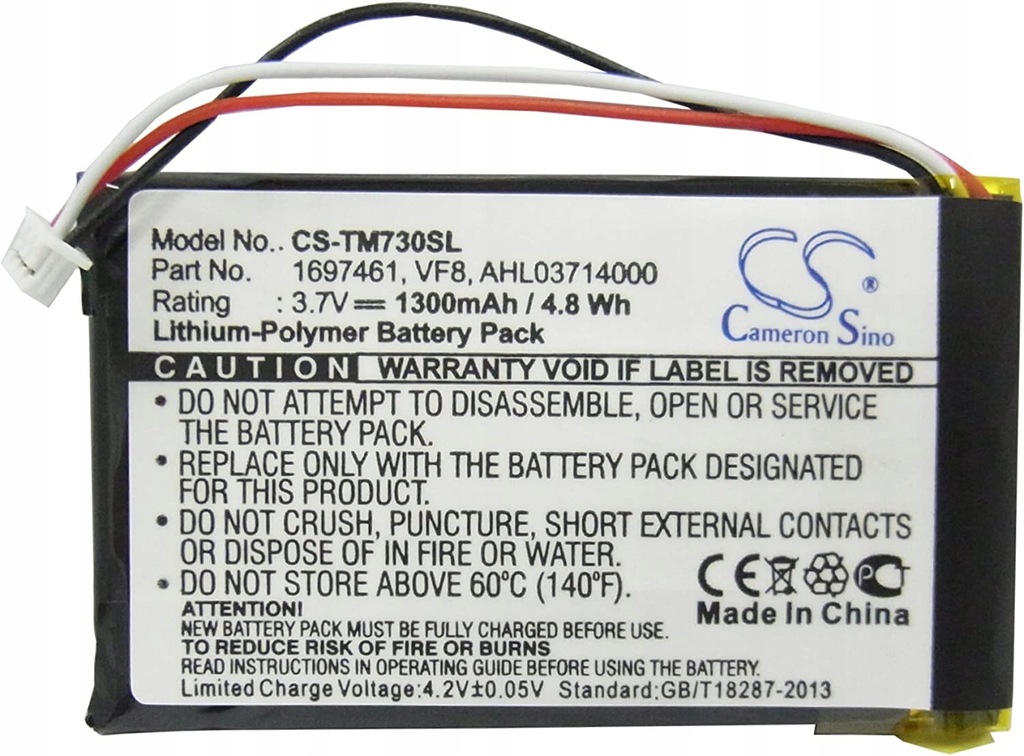 Model No.: CS-TM730SL
Part No. 1697461, VF8, AHL03714000
Rating : 3.7V 1300mAh / 4.8 Wh
Lithium-Polymer Battery Pack
CS ®
Cameron Sino
CAUTION WARRANTY VOID IF LABEL IS REMOVED
• DO NOT ATTEMPT TO DISASSEMBLE, OPEN OR SERVICE
THE BATTERY PACK.
• REPLACE ONLY WITH THE BATTERY PACK DESIGNATED
FOR THIS PRODUCT.
• DO NOT CRUSH, PUNCTURE, SHORT EXTERNAL CONTACTS
OR DISPOSE OF IN FIRE OR WATER.
• DO NOT STORE ABOVE 60ºC (140ºF).
CE PCT
Made In China
ATTENTION!
NEW BATTERY PACK MUST BE FULLY CHARGED BEFORE USE.
TO REDUCE RISK OF FIRE OR BURNS
READ INSTRUCTIONS IN OPERATING GUIDE BEFORE USING THE BATTERY.
Limited Charge Voltage:4.2V±0.05V Standard:GB/T18287-2013